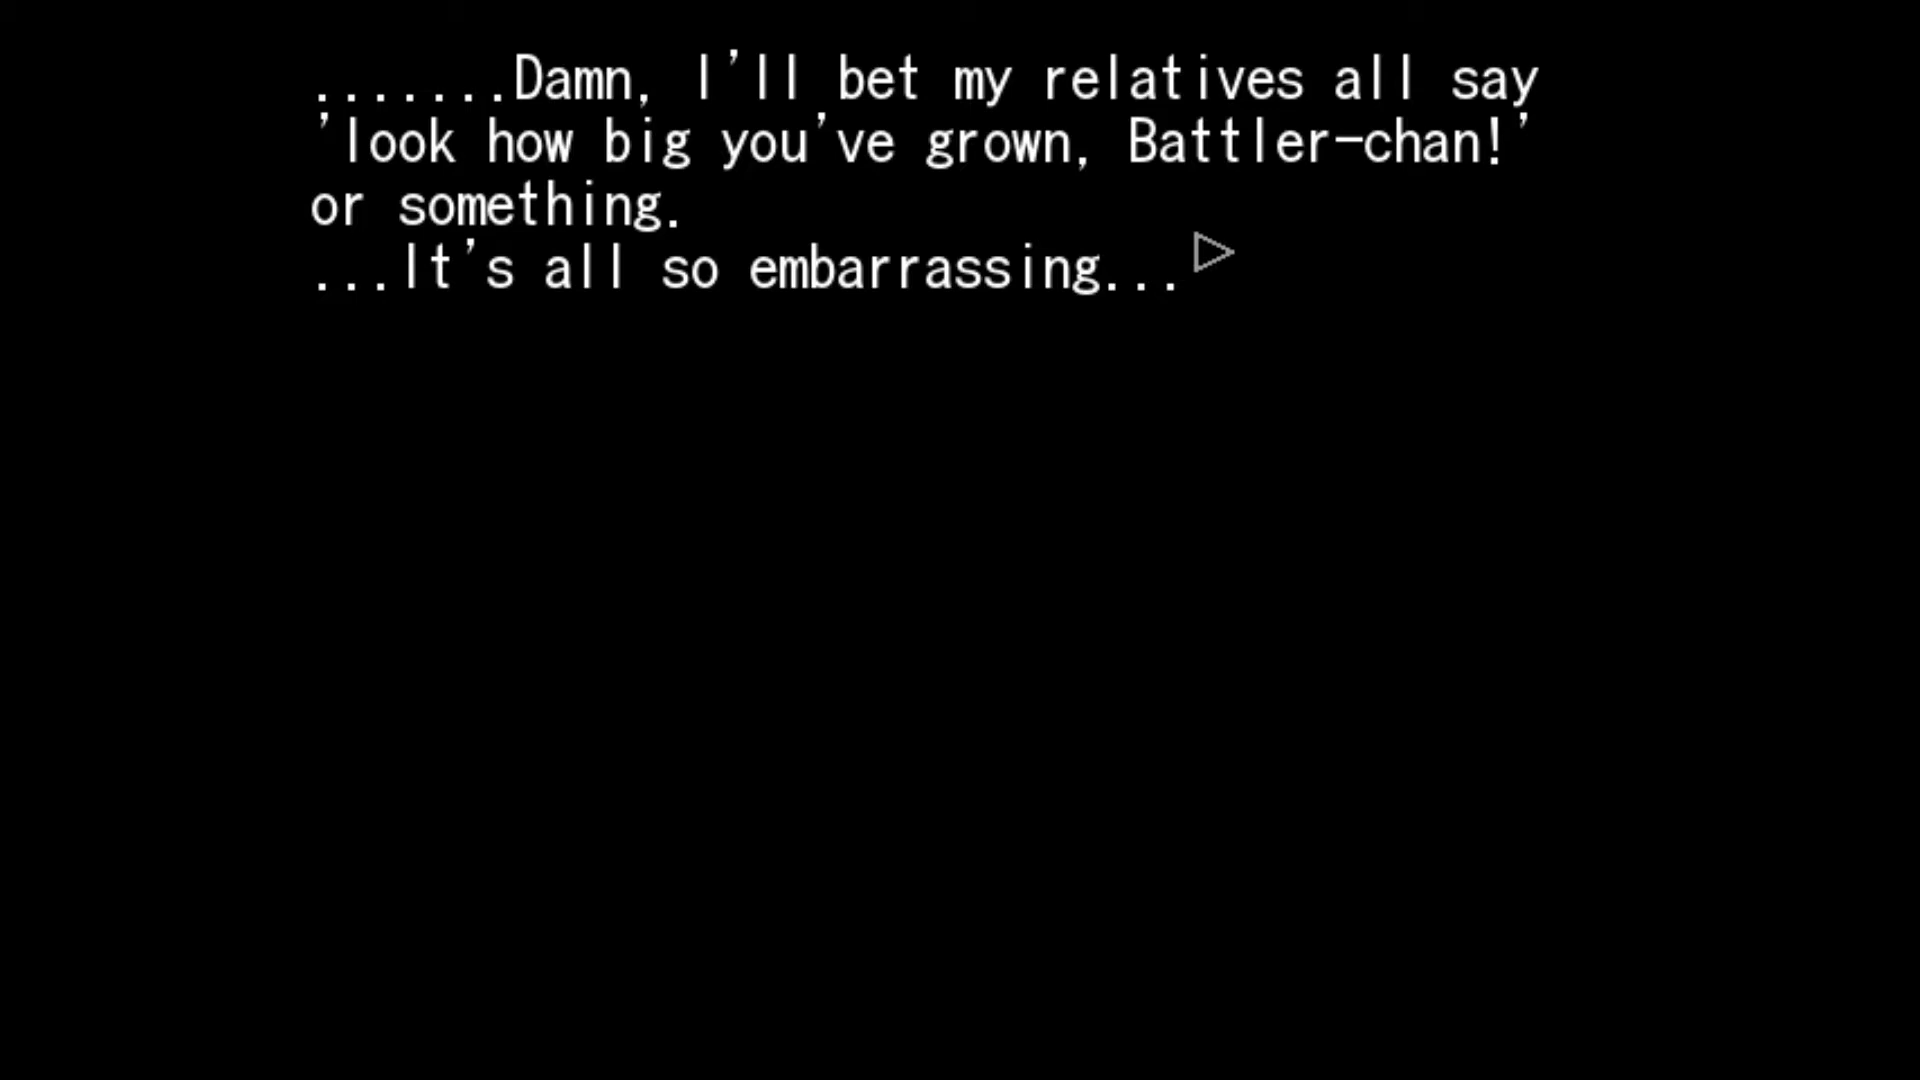 .......Damn, I'll bet my relatives all say
'look how big you've grown, Battler-chan!'
or something.
...It's all so embarrassing...